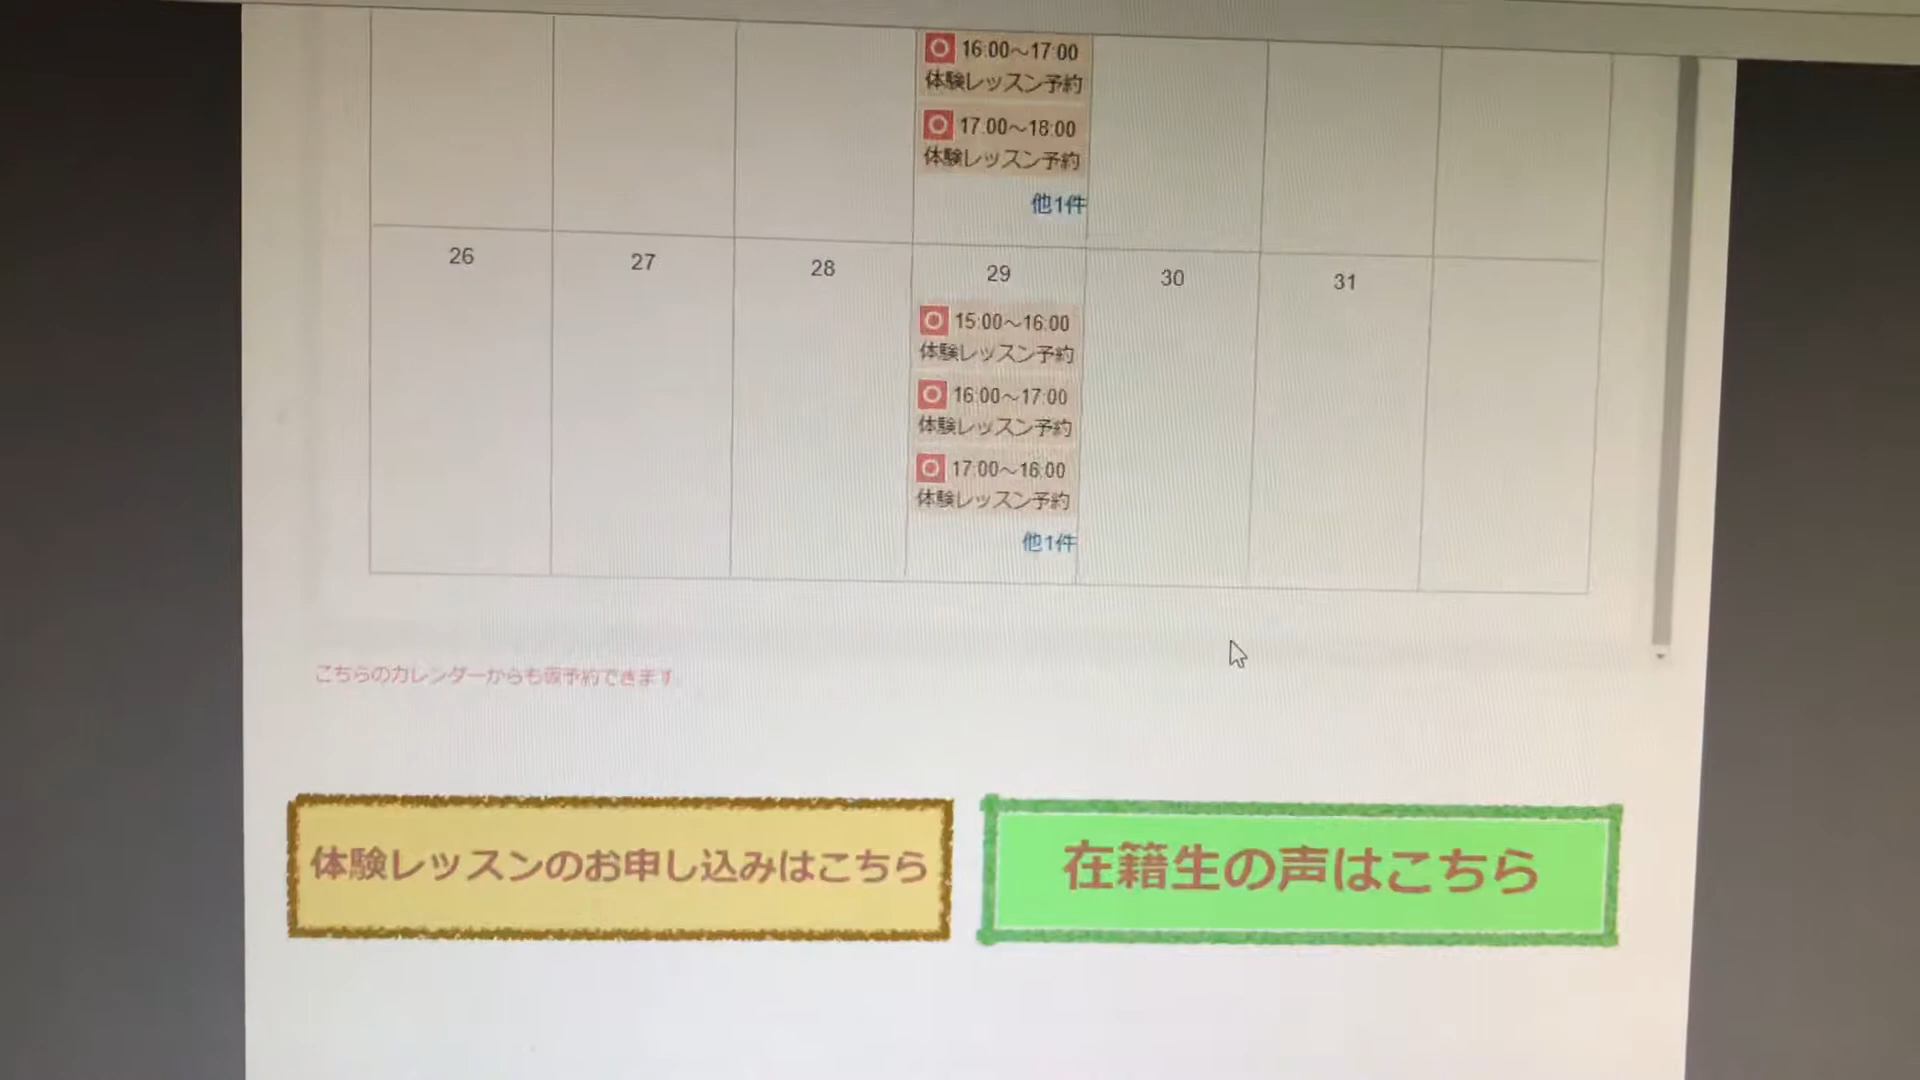 16:00～17:00
体験レッスン予約
17:00～18:00
体験レッスン予約
他1件
26 27 28 29 30 31
15:00～16:00
体験レッスン予約
16:00～17:00
体験レッスン予約
17:00～18:00
体験レッスン予約
他1件
こちらのカレンダーからも仮予約できます
体験レッスンのお申し込みはこちら
在籍生の声はこちら